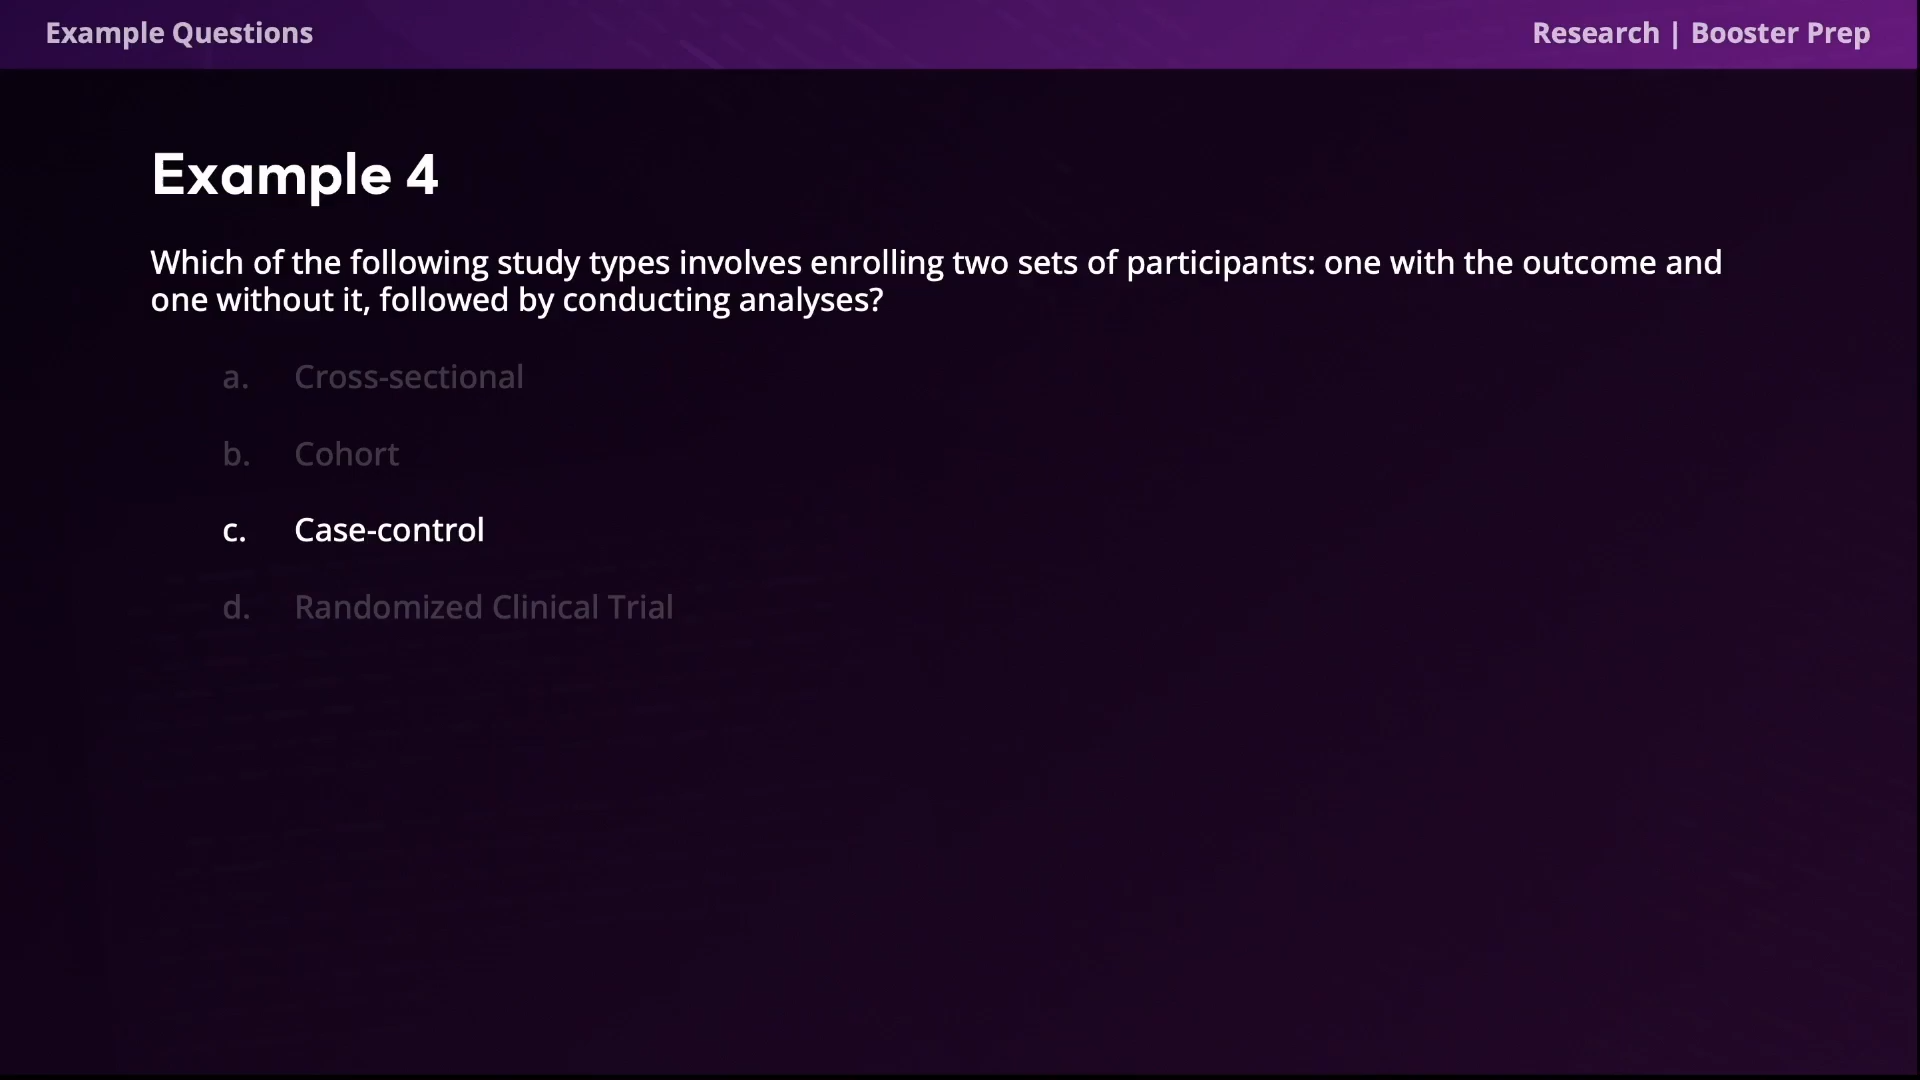 Example Questions
Research | Booster Prep
Example 4
Which of the following study types involves enrolling two sets of participants: one with the outcome and
one without it, followed by conducting analyses?
a. Cross-sectional
b. Cohort
c. Case-control
d. Randomized Clinical Trial